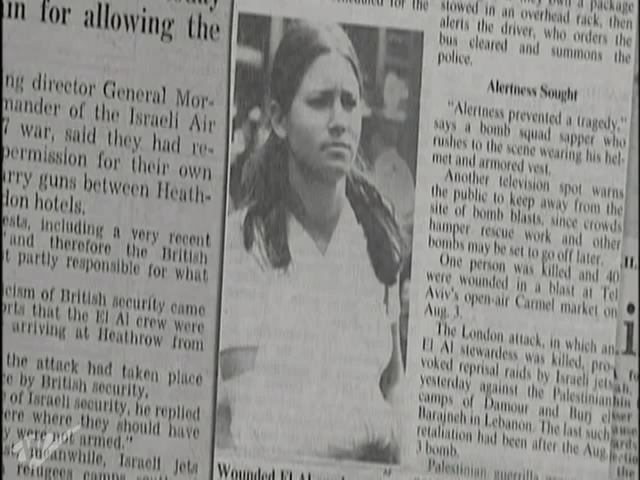 in for allowing the
ng director General Mor-
mander of the Israeli Air
7 war, said they had re-
permission for their own
arry guns between Heath-
don hotels.
ests, including a very recent
and therefore the British
t partly responsible for what
cism of British security came
orts that the El Al crew were
arriving at Heathrow from
the attack had taken place
e by British security.
of Israeli security, he replied
ere where they should have
y were not armed."
meanwhile, Israeli jets
refugees camps
Wounded El Al
for the
a package
stowed in an overhead rack, then
alerts the driver, who orders the
bus cleared and summons the
police.
Alertness Sought
"Alertness prevented a tragedy,"
says a bomb squad sapper who
rushes to the scene wearing his hel-
met and armored vest.
Another television spot warns
the public to keep away from the
site of bomb blasts, since crowds
hamper rescue work and other
bombs may be set to go off later.
One person was killed and 40
were wounded in a blast at Tel
Aviv's open-air Carmel market on
Aug. 3.
The London attack, in which an
El Al stewardess was killed, pro-
voked reprisal raids by Israeli jets
yesterday against the Palestinian
camps of Damour and Burj el
Barajneh in Lebanon. The last such
retaliation had been after the Aug.
3 bomb.
Palestinian guerrilla